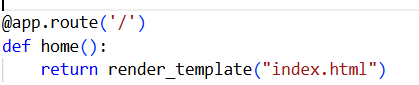 @app.route('/')
def home():
    return render_template("index.html")